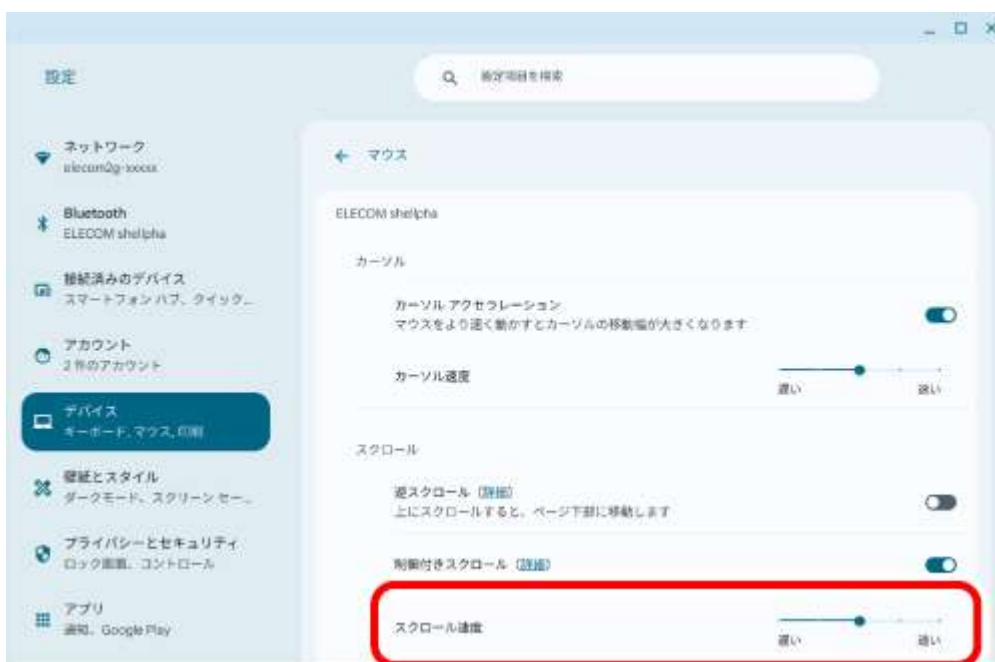 設定
設定項目を検索
ネットワーク
elecom2g-xxxxx
Bluetooth
ELECOM shellpha
接続済みのデバイス
スマートフォン ハブ、クイック...
アカウント
2 件のアカウント
デバイス
キーボード, マウス, 印刷
壁紙とスタイル
ダークモード、スクリーン セー...
プライバシーとセキュリティ
ロック画面、コントロール
アプリ
通知、Google Play
マウス
ELECOM shellpha
カーソル
カーソル アクセラレーション
マウスをより速く動かすとカーソルの移動幅が大きくなります
カーソル速度
遅い
速い
スクロール
逆スクロール (詳細)
上にスクロールすると、ページ下部に移動します
制御付きスクロール (詳細)
スクロール速度
遅い
速い